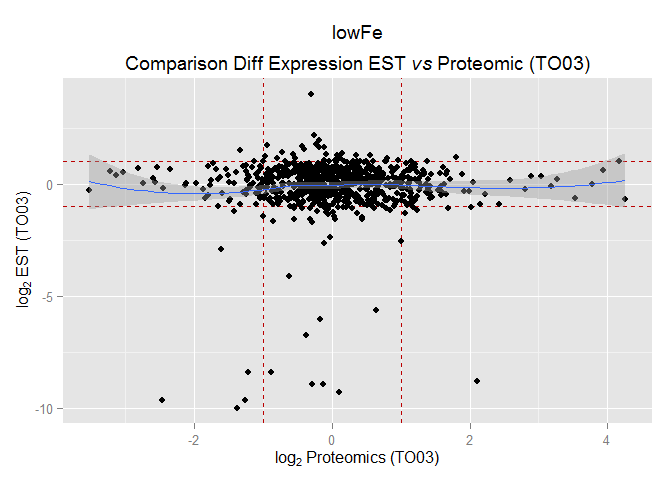 lowFe
Comparison Diff Expression EST vs Proteomic (TO03)
log2 EST (TO03)
0
-5
-10
-2
0
2
4
log2 Proteomics (TO03)